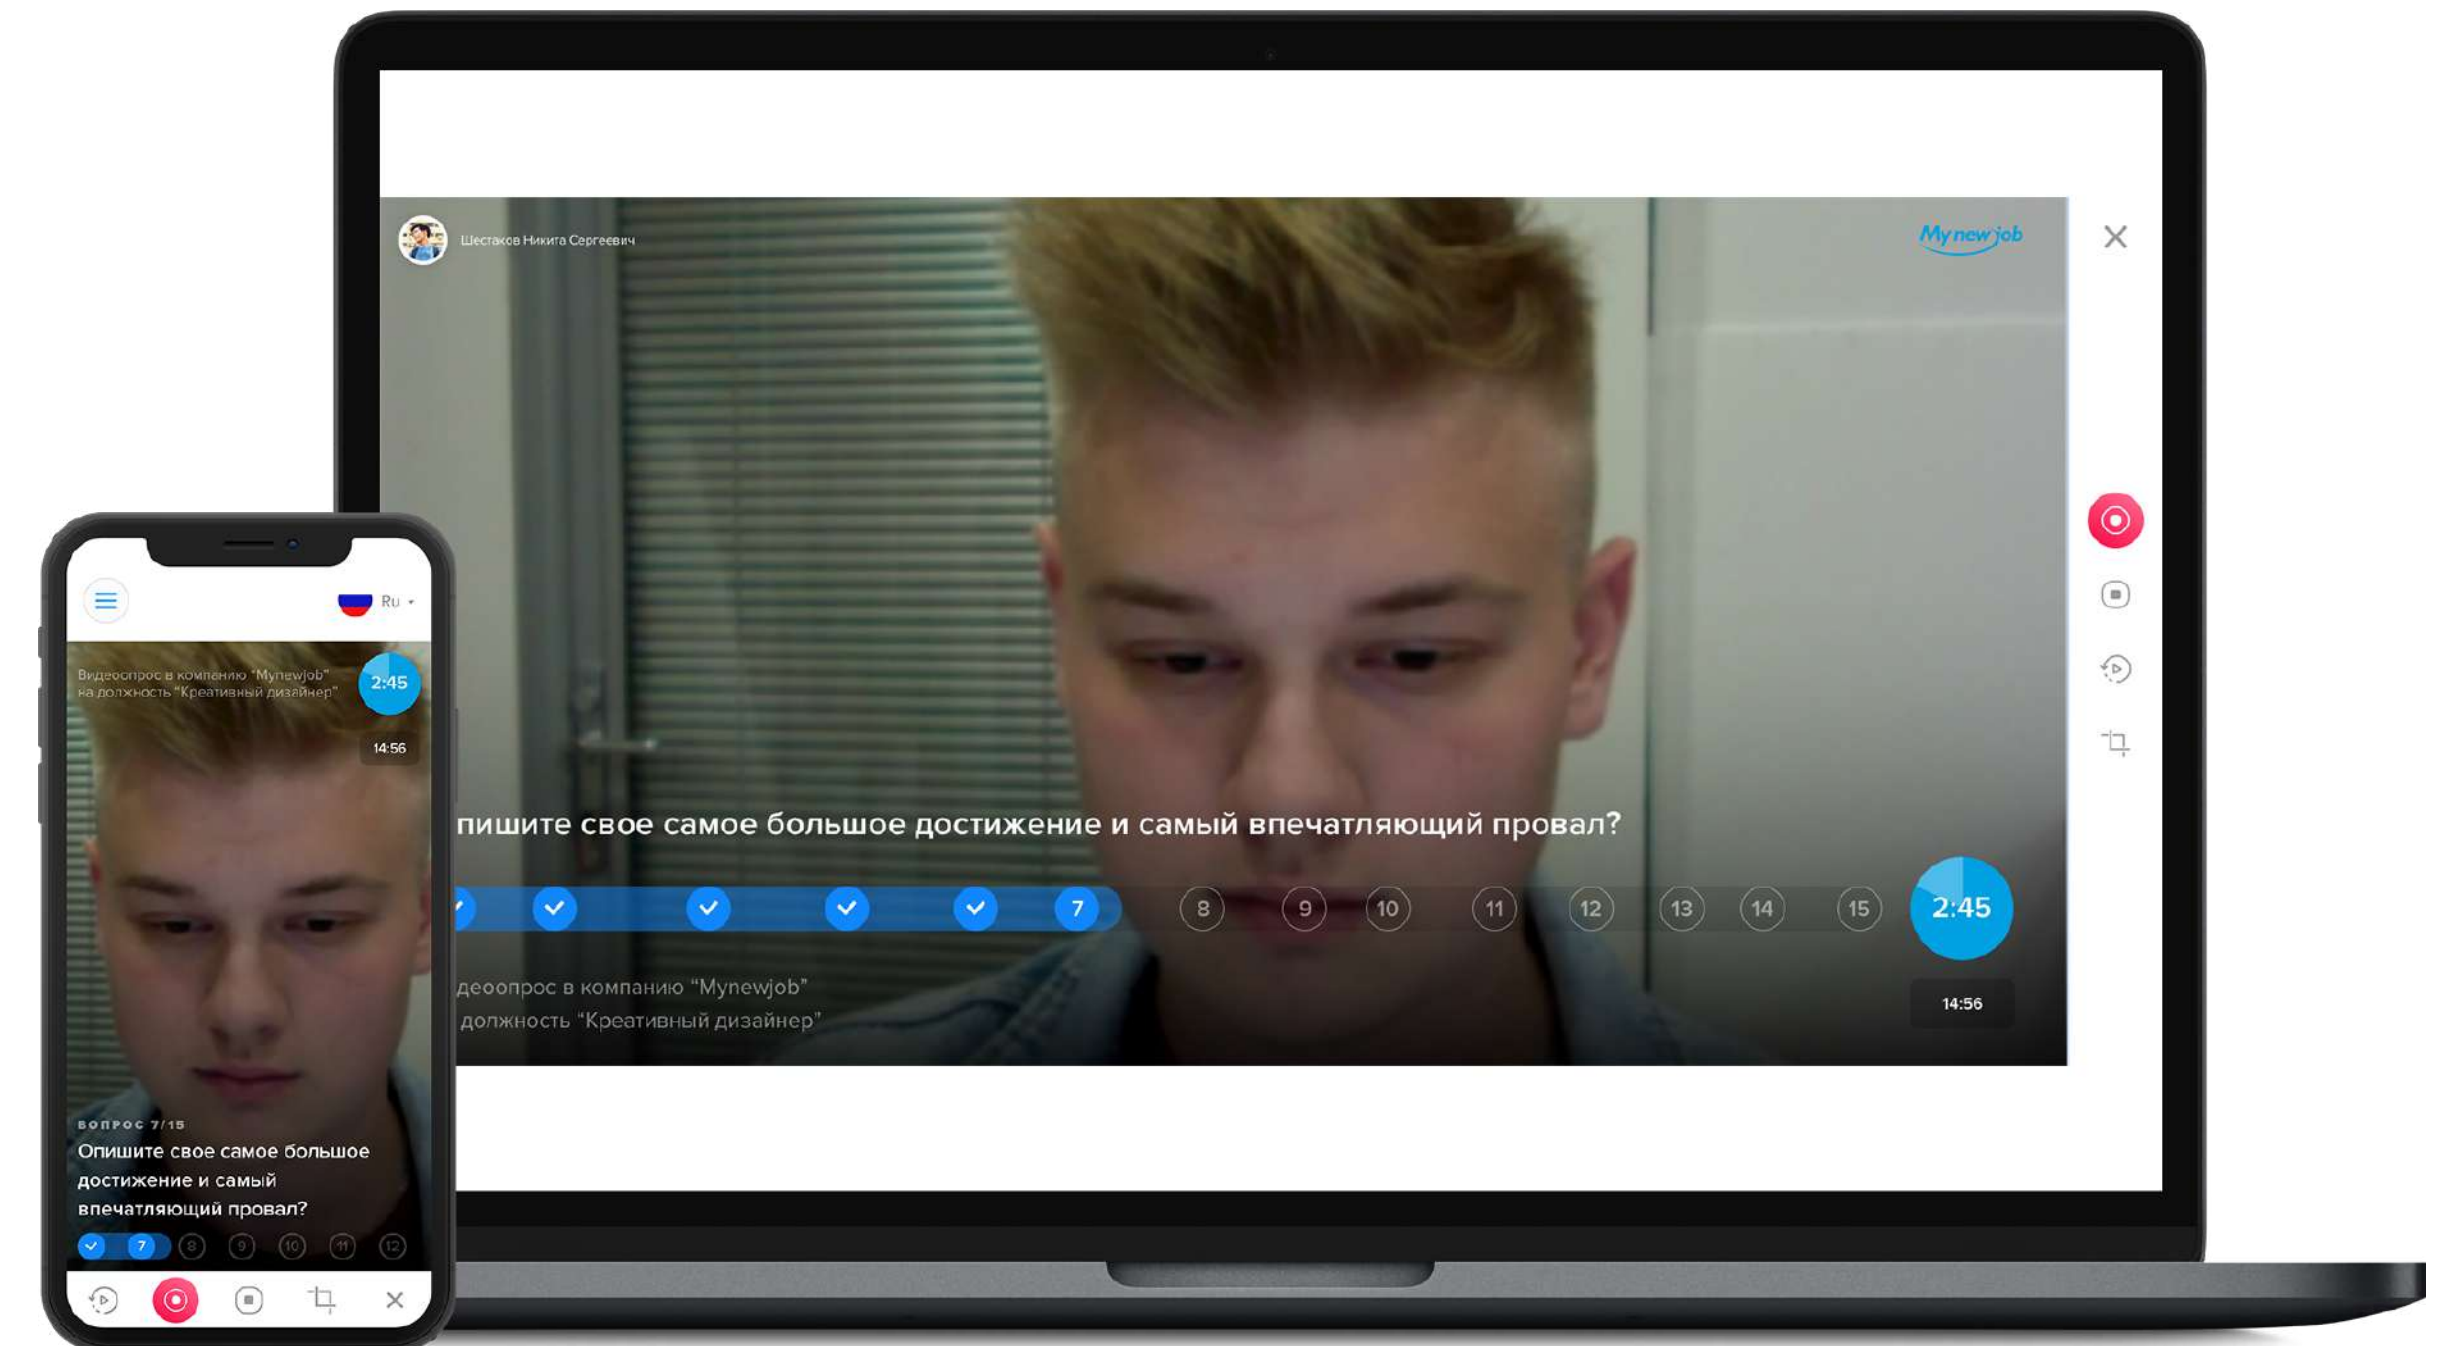 Шестаков Никита Сергеевич
My new job
пишите свое самое большое достижение и самый впечатляющий провал?
7 8 9 10 11 12 13 14 15
2:45
14:56
деоопрос в компанию “Mynewjob”
должность “Креативный дизайнер”
Ru
Видеоопрос в компанию “Mynewjob”
на должность “Креативный дизайнер”
2:45
14:56
ВОПРОС 7/15
Опишите свое самое большое
достижение и самый
впечатляющий провал?
7 8 9 10 11 12